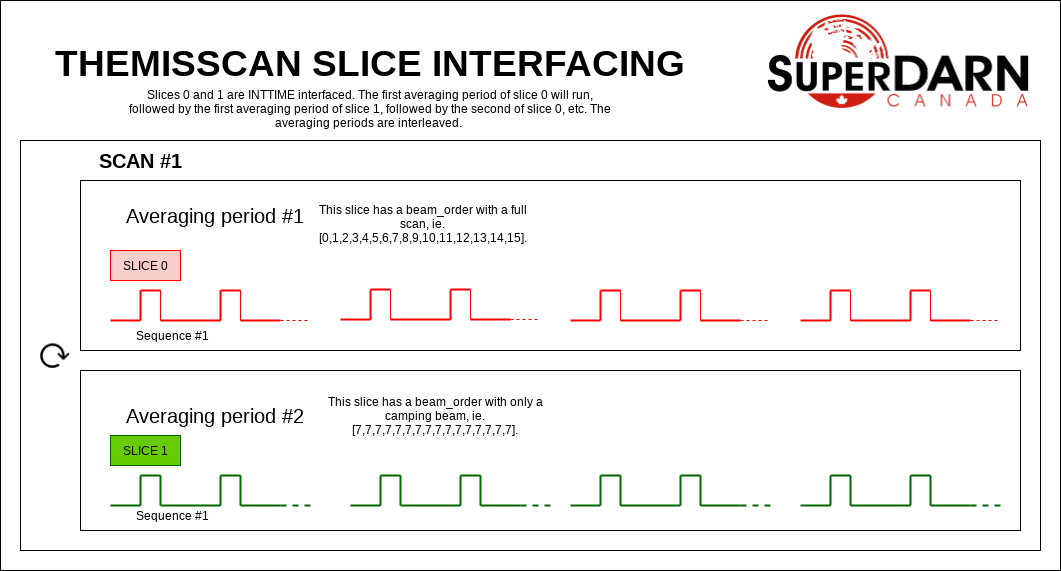 THEMISSCAN SLICE INTERFACING
Slices 0 and 1 are INTTIME interfaced. The first averaging period of slice 0 will run,
followed by the first averaging period of slice 1, followed by the second of slice 0, etc. The
averaging periods are interleaved.
SUPERDARN
CANADA
SCAN #1
Averaging period #1
This slice has a beam_order with a full
scan, ie.
[0,1,2,3,4,5,6,7,8,9,10,11,12,13,14,15].
SLICE 0
Sequence #1
Averaging period #2
This slice has a beam_order with only a
camping beam, ie.
[7,7,7,7,7,7,7,7,7,7,7,7,7,7,7,7].
SLICE 1
Sequence #1